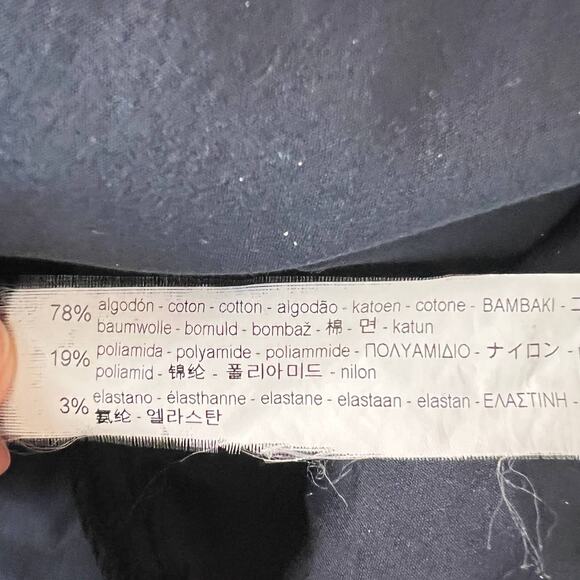 78% algodón - coton - cotton - algodão - katoen - cotone - ΒΑΜΒΑΚΙ -
baumwolle - bomuld - bombaž - 棉 - 면 - katun
19% poliamida - polyamide - poliammide - ΠΟΛΥΑΜΙΔΙΟ - ナイロン -
poliamid - 锦纶 - 폴리아미드 - nilon
3% elastano - élasthanne - elastane - elastaan - elastan - ΕΛΑΣΤΙΝΗ -
氨纶 - 엘라스탄